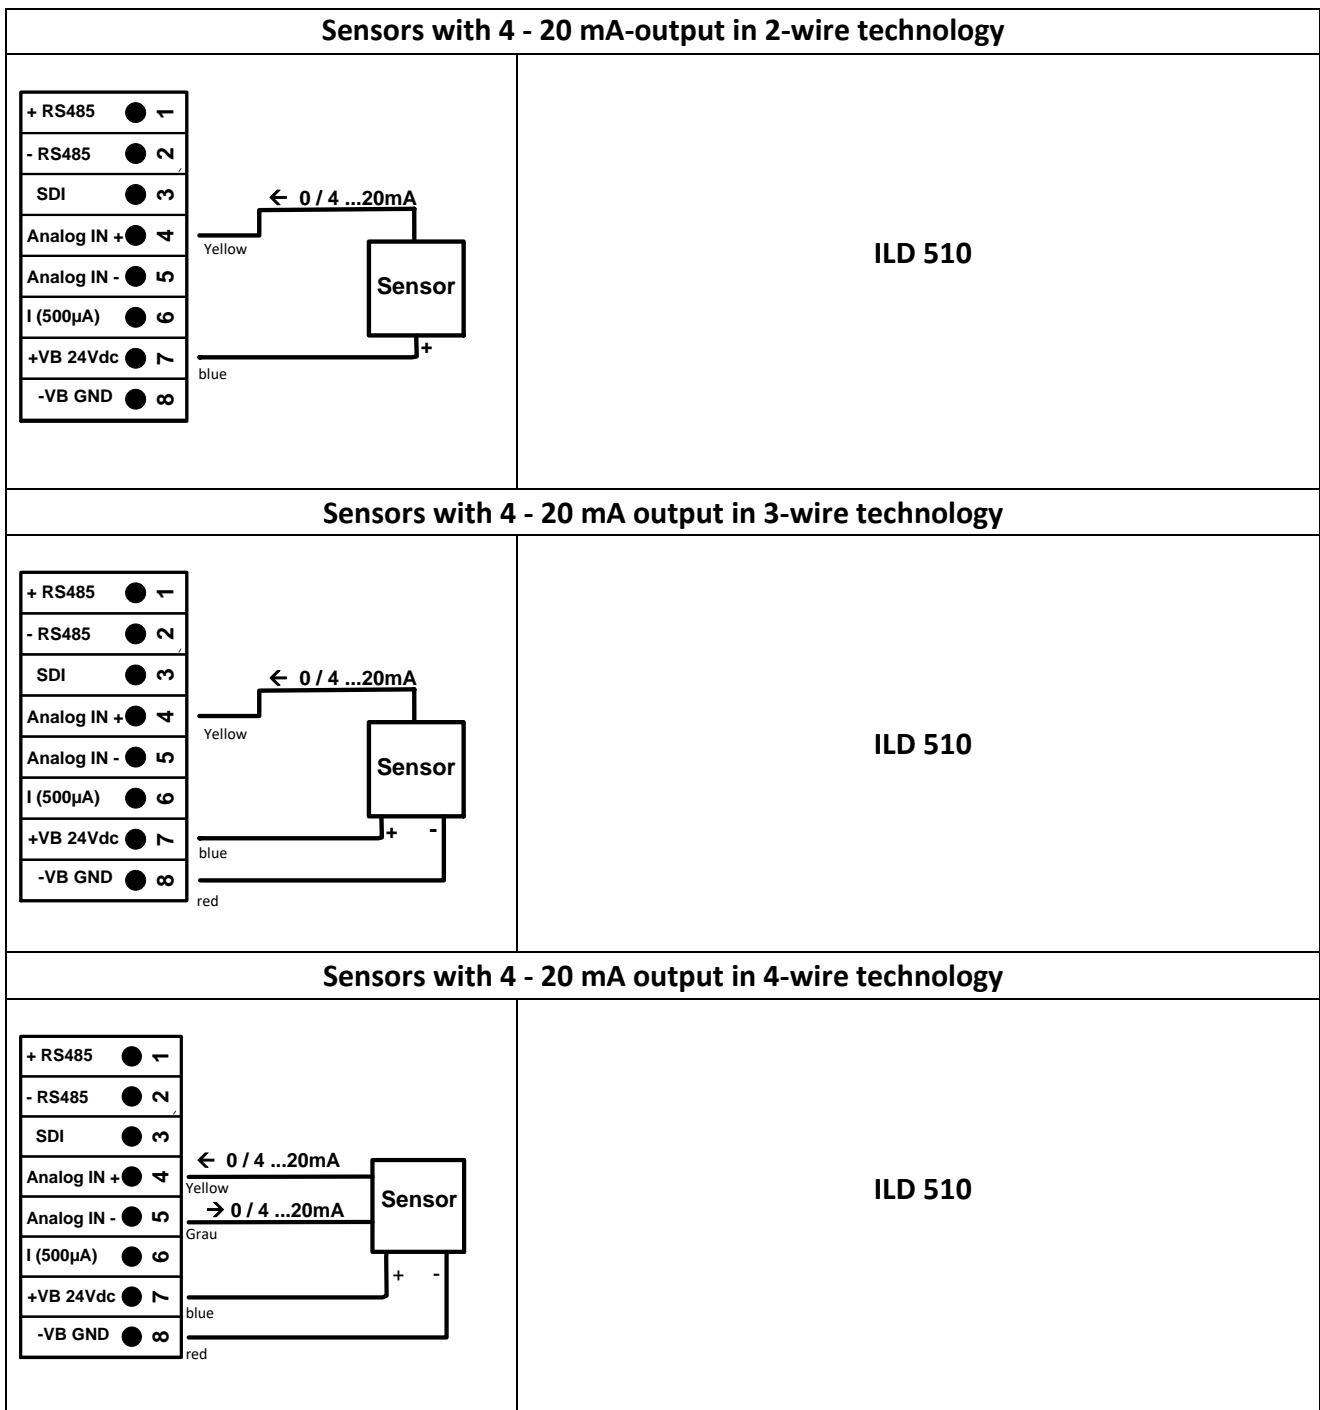 Sensors with 4 - 20 mA-output in 2-wire technology
+ RS485 1
- RS485 2
SDI 3
← 0 / 4 ...20mA
Analog IN + 4
Yellow
Analog IN - 5
Sensor
I (500µA) 6
+VB 24Vdc 7
+
blue
-VB GND 8
ILD 510
Sensors with 4 - 20 mA output in 3-wire technology
+ RS485 1
- RS485 2
SDI 3
← 0 / 4 ...20mA
Analog IN + 4
Yellow
Analog IN - 5
Sensor
I (500µA) 6
+VB 24Vdc 7
+ -
blue
-VB GND 8
red
ILD 510
Sensors with 4 - 20 mA output in 4-wire technology
+ RS485 1
- RS485 2
SDI 3
← 0 / 4 ...20mA
Analog IN + 4
Yellow
Sensor
→ 0 / 4 ...20mA
Analog IN - 5
Grau
I (500µA) 6
+ -
+VB 24Vdc 7
blue
-VB GND 8
red
ILD 510